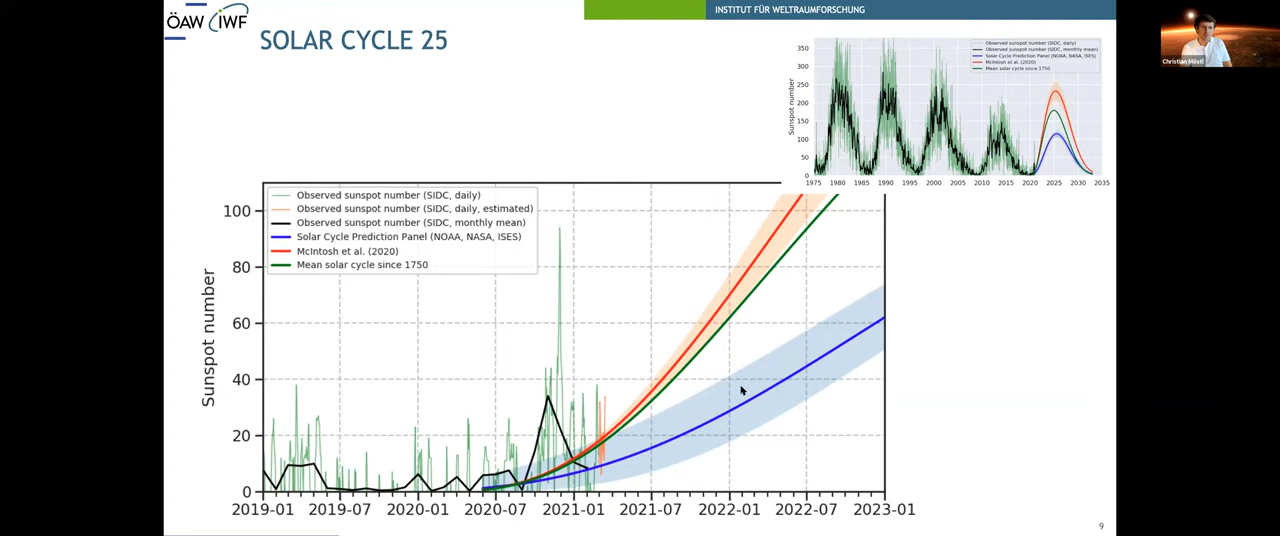 ÖAW IWF
INSTITUT FÜR WELTRAUMFORSCHUNG
SOLAR CYCLE 25
Christian Möstl
Observed sunspot number (SIDC, daily)
Observed sunspot number (SIDC, monthly mean)
Solar Cycle Prediction Panel (NOAA, NASA, ISES)
McIntosh et al. (2020)
Mean solar cycle since 1750
Sunspot number
350
300
250
200
150
100
50
0
1975 1980 1985 1990 1995 2000 2005 2010 2015 2020 2025 2030 2035
Observed sunspot number (SIDC, daily)
Observed sunspot number (SIDC, daily, estimated)
Observed sunspot number (SIDC, monthly mean)
Solar Cycle Prediction Panel (NOAA, NASA, ISES)
McIntosh et al. (2020)
Mean solar cycle since 1750
Sunspot number
100
80
60
40
20
0
2019-01 2019-07 2020-01 2020-07 2021-01 2021-07 2022-01 2022-07 2023-01
9